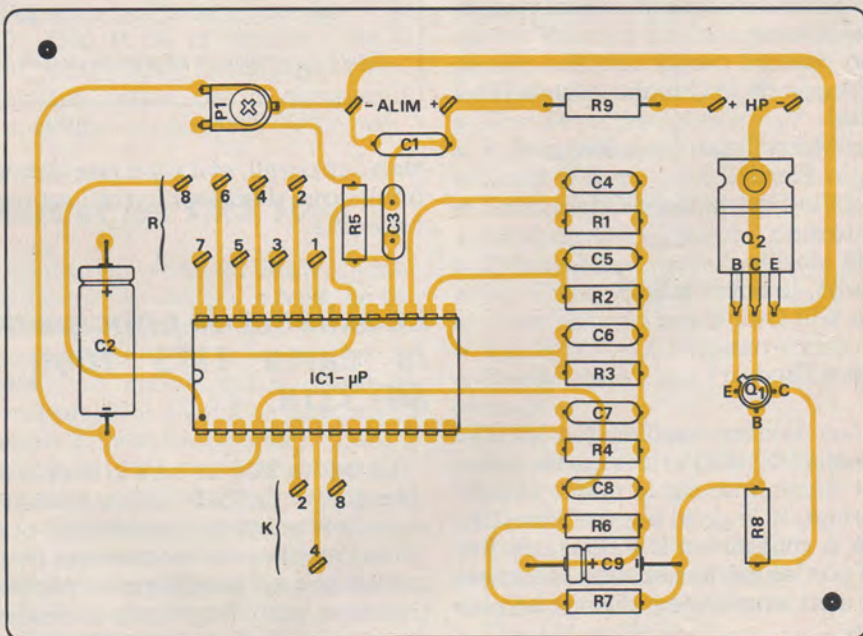 P1
- ALIM +
R9
+ HP -
C1
C4
R1
C5
R2
C6
R3
C7
R4
C8
R6
+ C9 -
R7
R5
C3
Q2
B C E
E Q1 C
B
R8
R
8 6 4 2
7 5 3 1
+
C2
-
IC1-µP
K
2 8
4